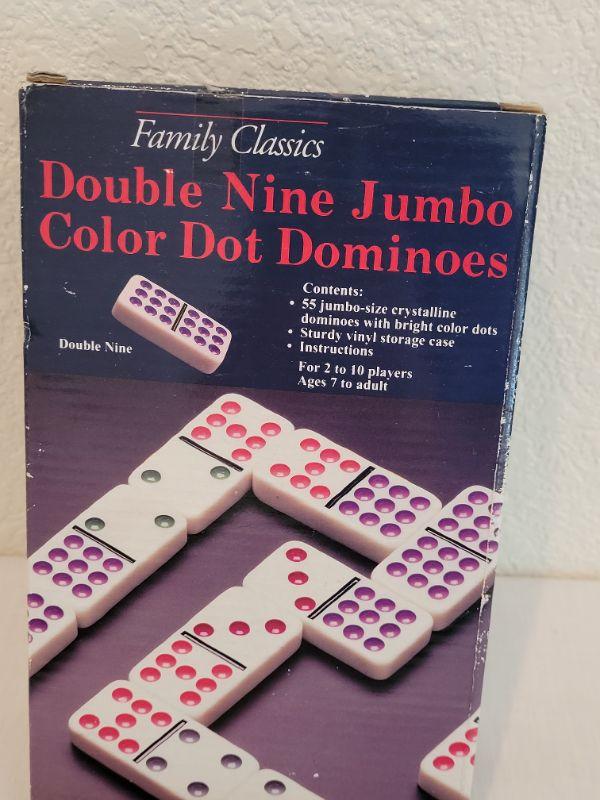 Family Classics
Double Nine Jumbo
Color Dot Dominoes
Double Nine
Contents:
• 55 jumbo-size crystalline
dominoes with bright color dots
• Sturdy vinyl storage case
• Instructions
For 2 to 10 players
Ages 7 to adult